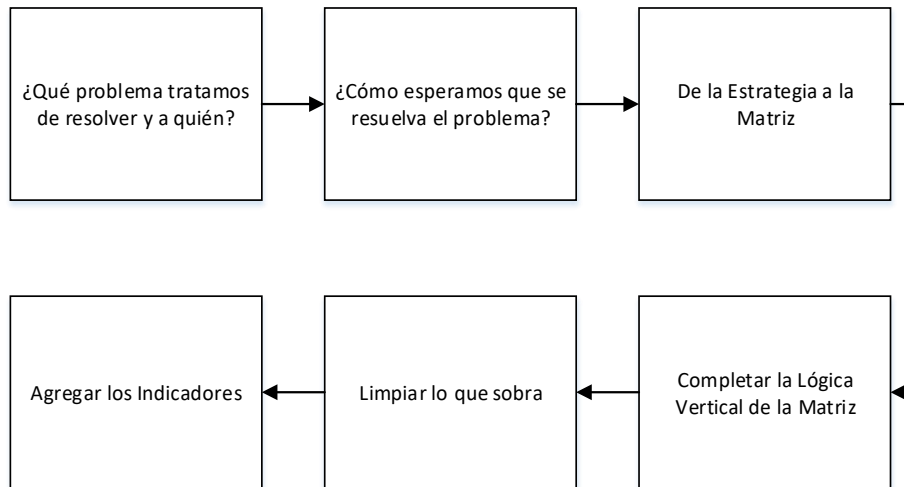 ¿Qué problema tratamos
de resolver y a quién?
¿Cómo esperamos que se
resuelva el problema?
De la Estrategia a la
Matriz
Completar la Lógica
Vertical de la Matriz
Limpiar lo que sobra
Agregar los Indicadores